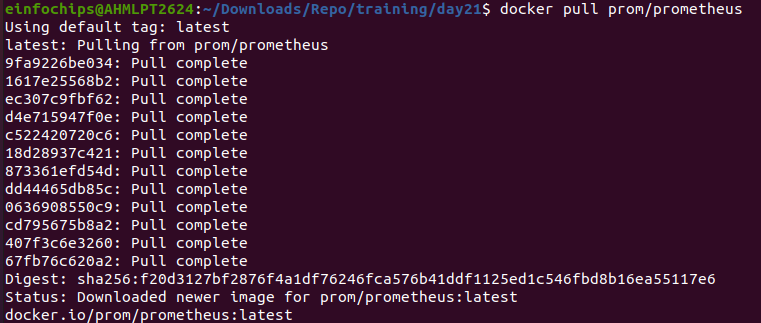 einfochips@AHMLPT2624:~/Downloads/Repo/training/day21$ docker pull prom/prometheus
Using default tag: latest
latest: Pulling from prom/prometheus
9fa9226be034: Pull complete
1617e25568b2: Pull complete
ec307c9fbf62: Pull complete
d4e715947f0e: Pull complete
c522420720c6: Pull complete
18d28937c421: Pull complete
873361efd54d: Pull complete
dd44465db85c: Pull complete
0636908550c9: Pull complete
cd795675b8a2: Pull complete
407f3c6e3260: Pull complete
67fb76c620a2: Pull complete
Digest: sha256:f20d3127bf2876f4a1df76246fca576b41ddf1125ed1c546fbd8b16ea55117e6
Status: Downloaded newer image for prom/prometheus:latest
docker.io/prom/prometheus:latest